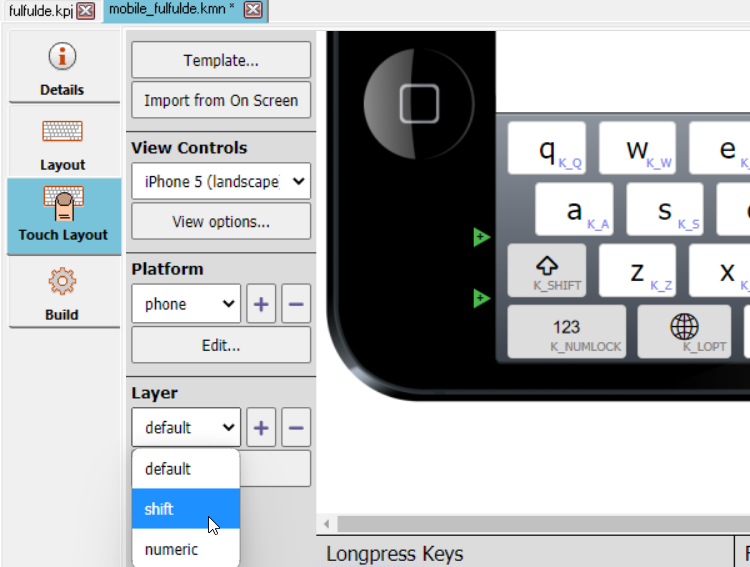 fulfulde.kpj
mobile_fulfulde.kmn *
Details
Layout
Touch Layout
Build
Template...
Import from On Screen
View Controls
iPhone 5 (landscape
View options...
Platform
phone
+
−
Edit...
Layer
default
+
−
default
shift
numeric
q K_Q
w K_W
e K_
a K_A
s K_S
K_SHIFT
z K_Z
x K_
123 K_NUMLOCK
K_LOPT
Longpress Keys